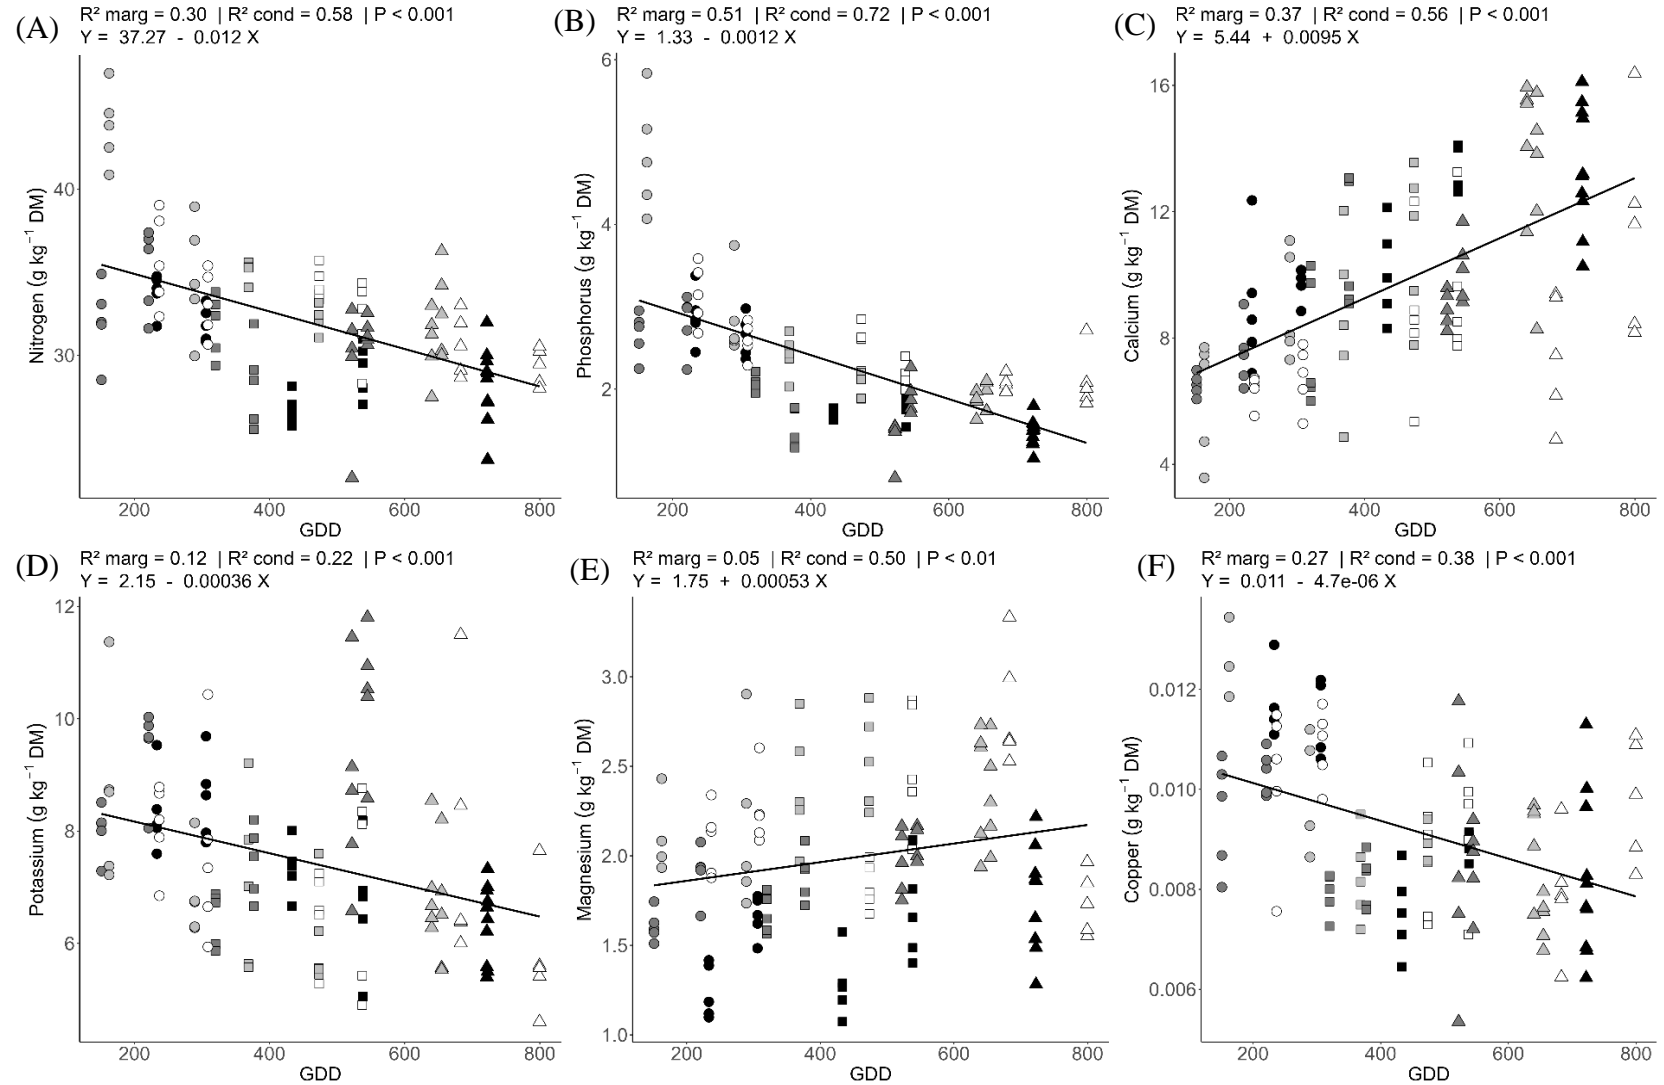 (A)
R² marg = 0.30 | R² cond = 0.58 | P < 0.001
Y = 37.27 - 0.012 X
Nitrogen (g kg⁻¹ DM)
40
30
200 400 600 800
GDD
(B)
R² marg = 0.51 | R² cond = 0.72 | P < 0.001
Y = 1.33 - 0.0012 X
Phosphorus (g kg⁻¹ DM)
6
4
2
200 400 600 800
GDD
(C)
R² marg = 0.37 | R² cond = 0.56 | P < 0.001
Y = 5.44 + 0.0095 X
Calcium (g kg⁻¹ DM)
16
12
8
4
200 400 600 800
GDD
(D)
R² marg = 0.12 | R² cond = 0.22 | P < 0.001
Y = 2.15 - 0.00036 X
Potassium (g kg⁻¹ DM)
12
10
8
6
200 400 600 800
GDD
(E)
R² marg = 0.05 | R² cond = 0.50 | P < 0.01
Y = 1.75 + 0.00053 X
Magnesium (g kg⁻¹ DM)
3.0
2.5
2.0
1.5
1.0
200 400 600 800
GDD
(F)
R² marg = 0.27 | R² cond = 0.38 | P < 0.001
Y = 0.011 - 4.7e-06 X
Copper (g kg⁻¹ DM)
0.012
0.010
0.008
0.006
200 400 600 800
GDD